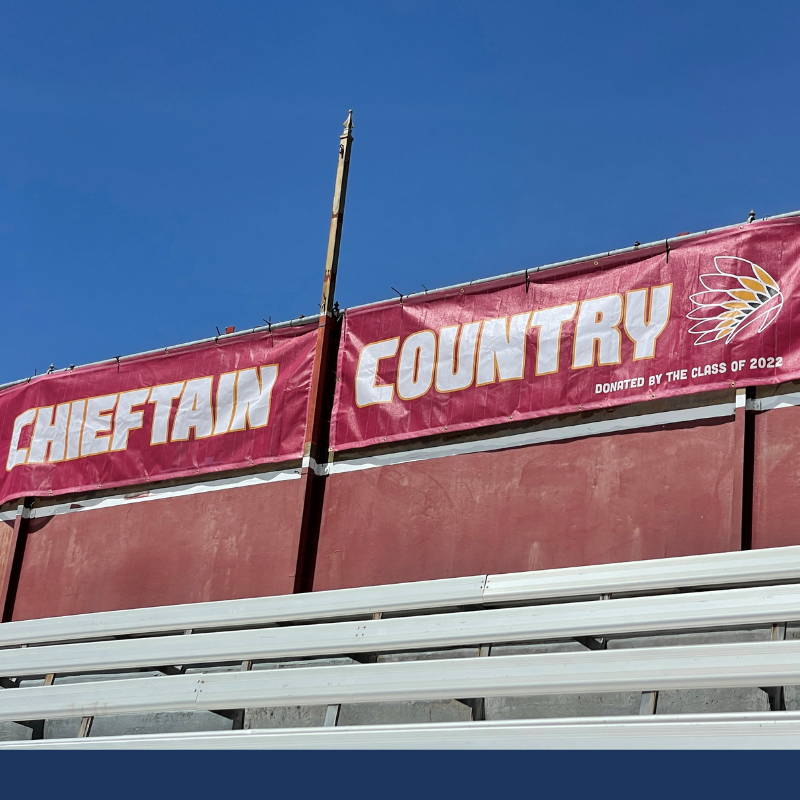 CHIEFTAIN COUNTRY
DONATED BY THE CLASS OF 2022